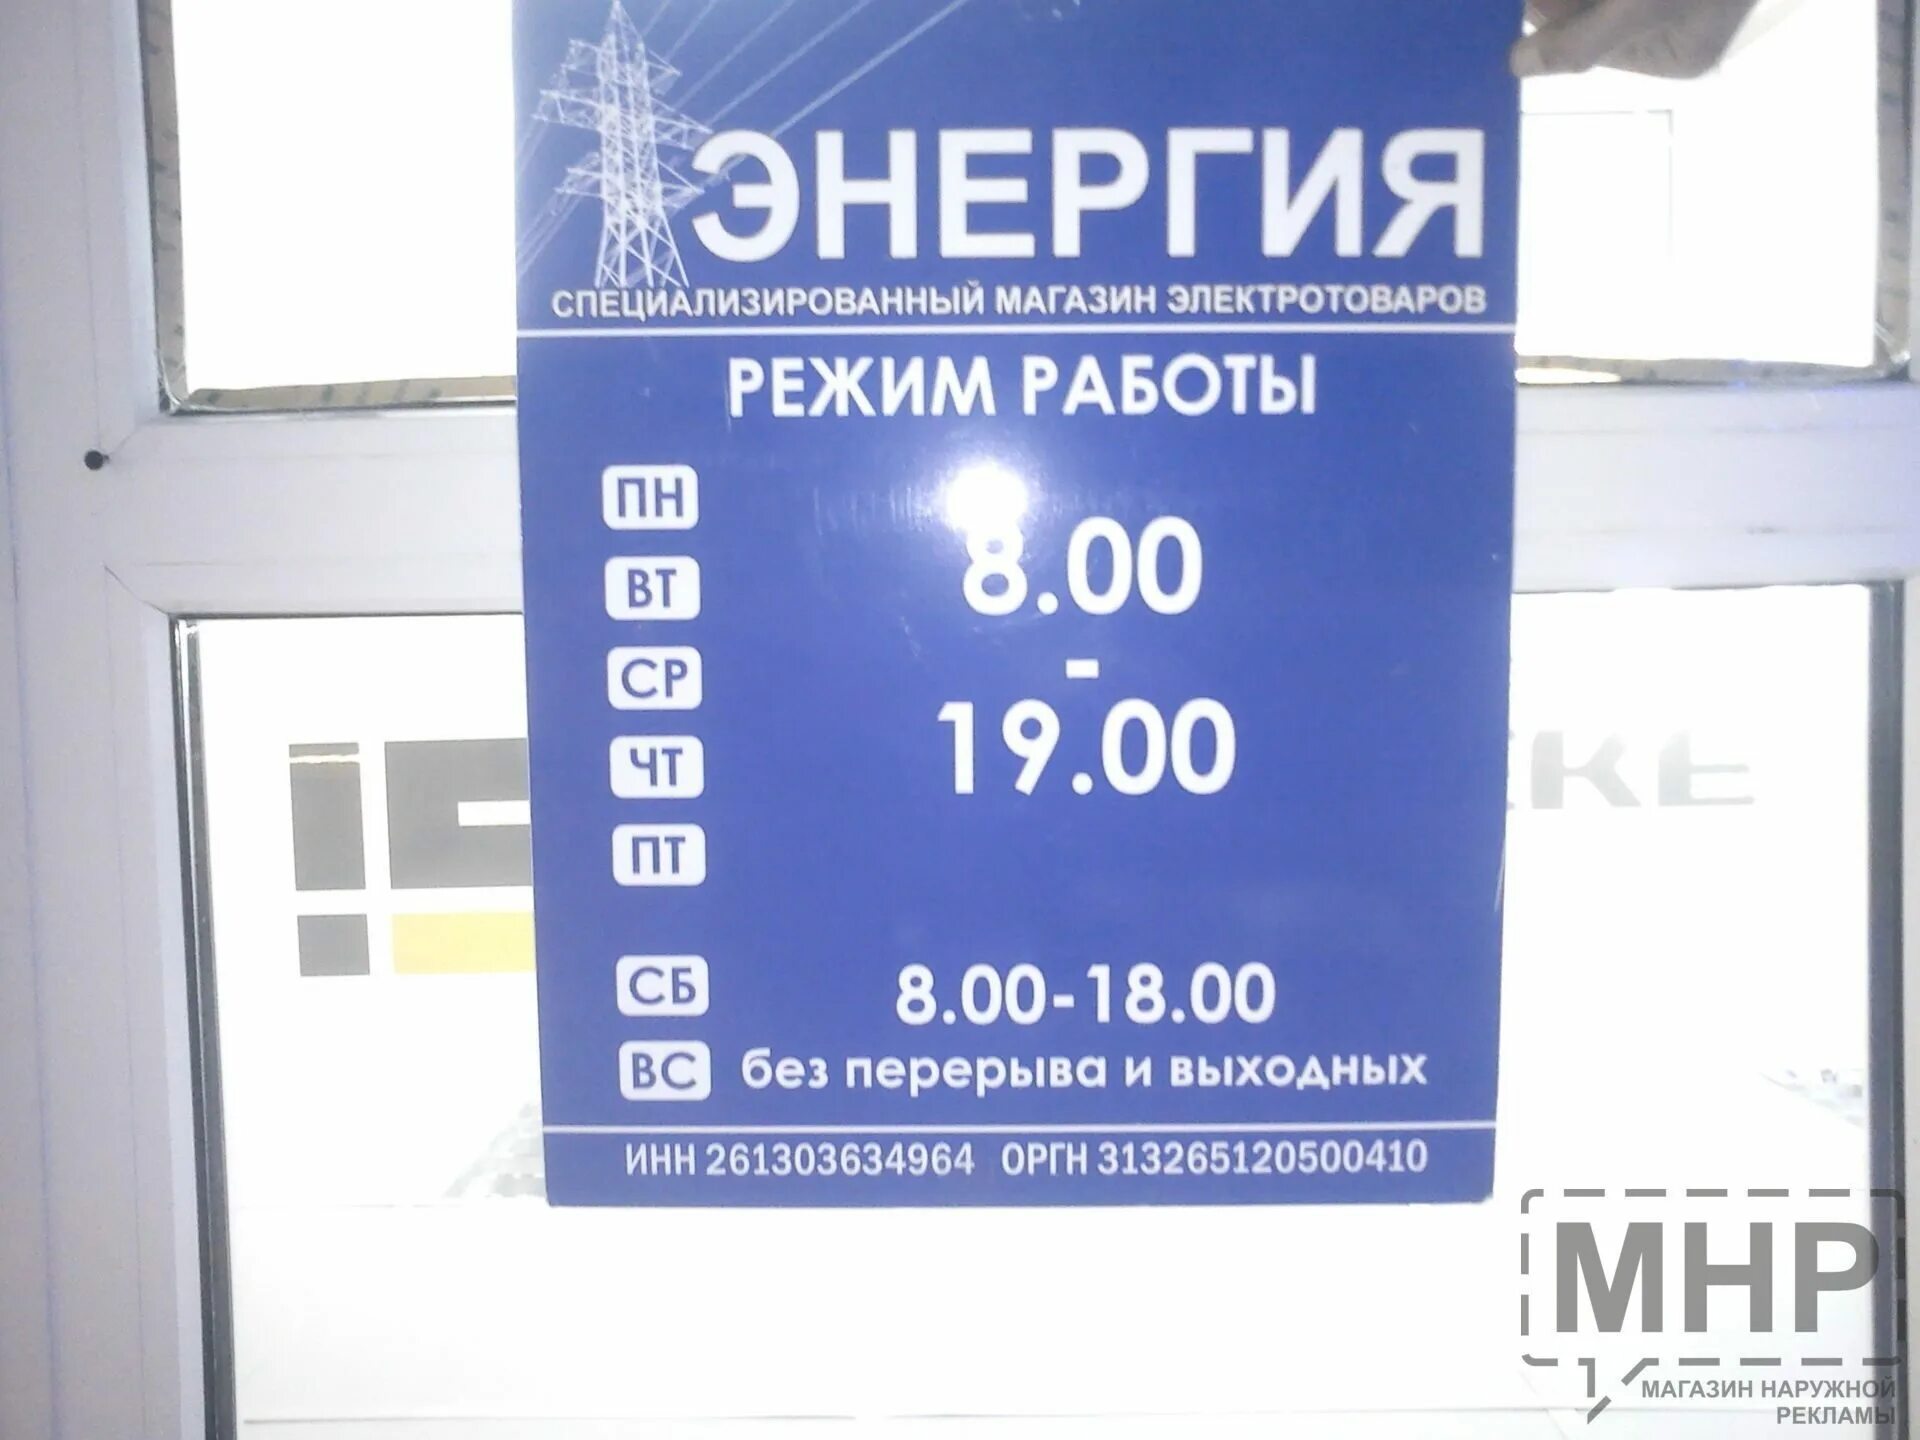 ЭНЕРГИЯ
СПЕЦИАЛИЗИРОВАННЫЙ МАГАЗИН ЭЛЕКТРОТОВАРОВ
РЕЖИМ РАБОТЫ
ПН
ВТ
СР
ЧТ
ПТ
8.00
-
19.00
СБ 8.00-18.00
ВС без перерыва и выходных
ИНН 261303634964 ОРГН 313265120500410
МНР
МАГАЗИН НАРУЖНОЙ
РЕКЛАМЫ